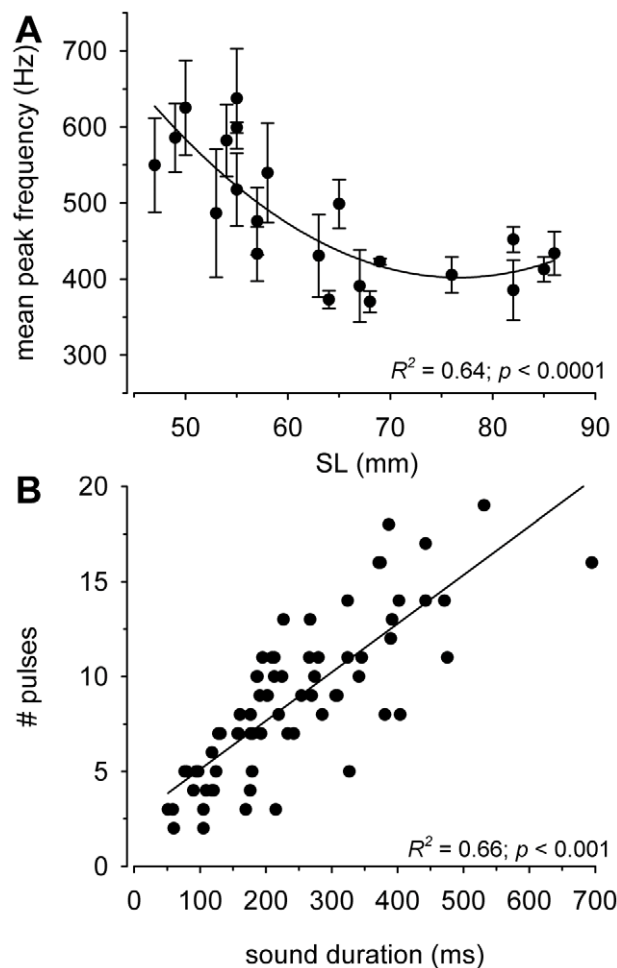 A
mean peak frequency (Hz)
700
600
500
400
300
R² = 0.64; p < 0.0001
50 60 70 80 90
SL (mm)
B
# pulses
20
15
10
5
0
R² = 0.66; p < 0.001
0 100 200 300 400 500 600 700
sound duration (ms)